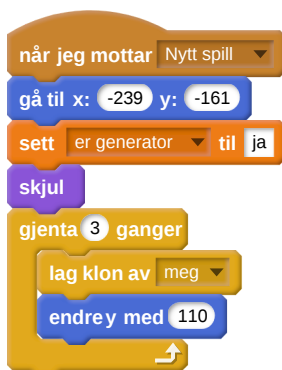 når jeg mottar Nytt spill
gå til x: -239 y: -161
sett er generator til ja
skjul
gjenta 3 ganger
lag klon av meg
endre y med 110